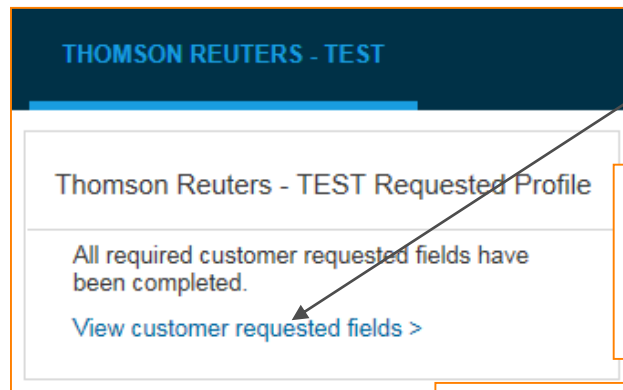 THOMSON REUTERS - TEST
Thomson Reuters - TEST Requested Profile
All required customer requested fields have
been completed.
View customer requested fields >